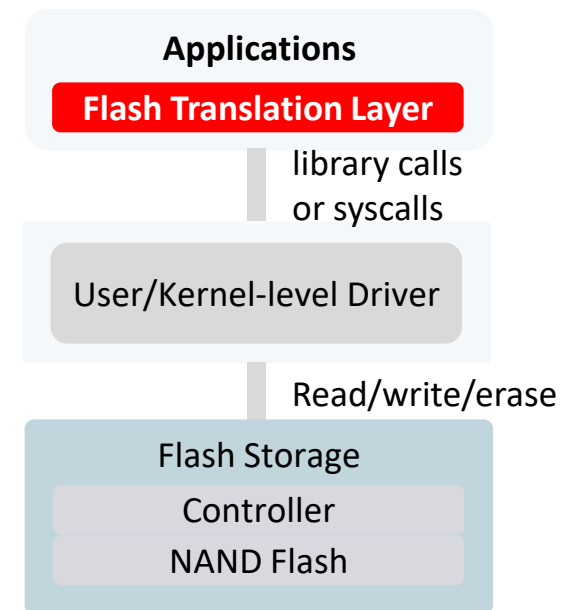 Applications
Flash Translation Layer
library calls
or syscalls
User/Kernel-level Driver
Read/write/erase
Flash Storage
Controller
NAND Flash